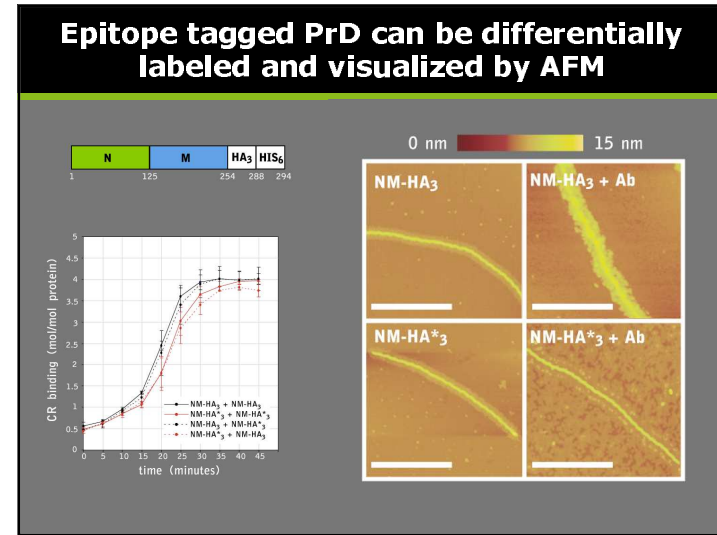 Epitope tagged PrD can be differentially
labeled and visualized by AFM
N M HA3 HIS6
1 125 254 288 294
0 nm 15 nm
NM-HA3
NM-HA3 + Ab
NM-HA*3
NM-HA*3 + Ab
CR binding (mol/mol protein)
5
4.5
4
3.5
3
2.5
2
1.5
1
0.5
0
NM-HA3 + NM-HA3
NM-HA*3 + NM-HA*3
NM-HA3 + NM-HA*3
NM-HA*3 + NM-HA3
0 5 10 15 20 25 30 35 40 45
time (minutes)